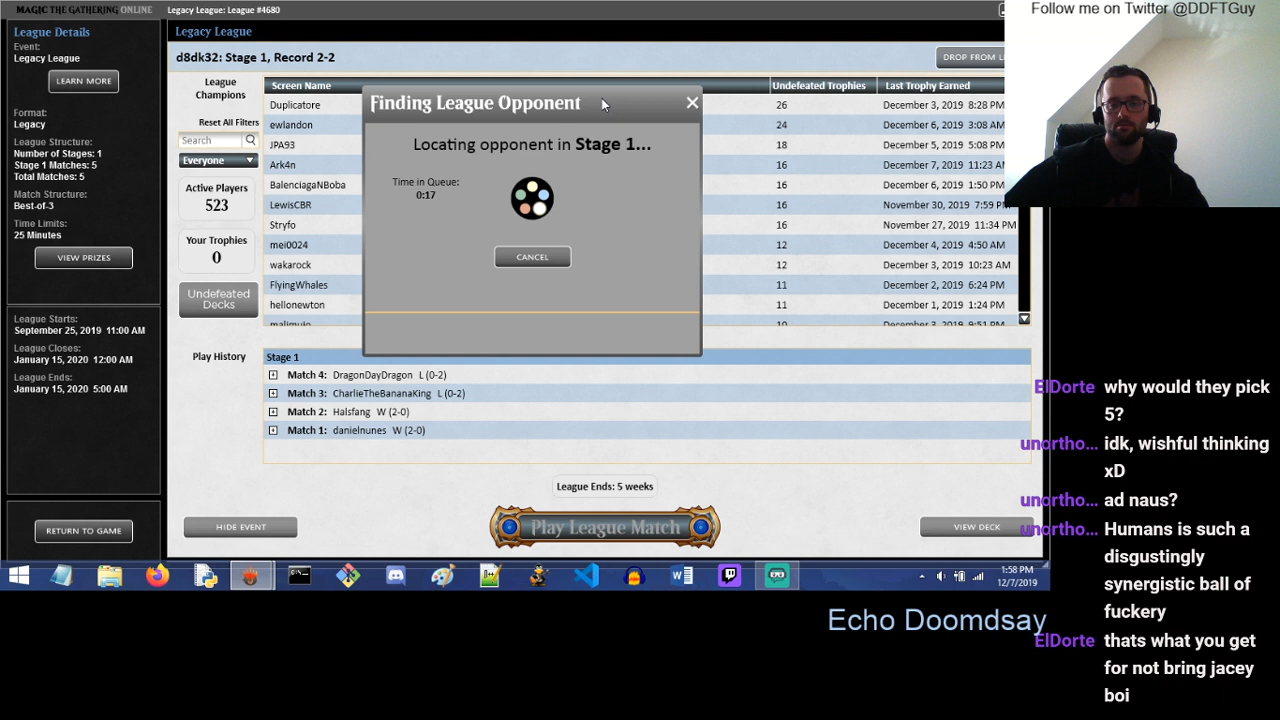 MAGIC THE GATHERING ONLINE
Legacy League: League #4680
Follow me on Twitter @DDFTGuy
League Details
Event:
Legacy League
LEARN MORE
Format:
Legacy
League Structure:
Number of Stages: 1
Stage 1 Matches: 5
Total Matches: 5
Match Structure:
Best-of-3
Time Limits:
25 Minutes
VIEW PRIZES
League Starts:
September 25, 2019 11:00 AM
League Closes:
January 15, 2020 12:00 AM
League Ends:
January 15, 2020 5:00 AM
RETURN TO GAME
Legacy League
d8dk32: Stage 1, Record 2-2
DROP FROM L
League Champions
Reset All Filters
Search
Everyone
Active Players
523
Your Trophies
0
Undefeated Decks
Screen Name Undefeated Trophies Last Trophy Earned
Duplicatore 26 December 3, 2019 8:28 PM
ewlandon 24 December 6, 2019 3:08 AM
JPA93 18 December 5, 2019 5:08 PM
Ark4n 16 December 7, 2019 11:23 AM
BalenciagaNBoba 16 December 6, 2019 1:50 PM
LewisCBR 16 November 30, 2019 7:59 PM
Stryfo 16 November 27, 2019 11:34 PM
mei0024 12 December 4, 2019 4:50 AM
wakarock 12 December 3, 2019 10:23 AM
FlyingWhales 11 December 2, 2019 6:24 PM
hellonewton 11 December 1, 2019 1:24 PM
10 December 3, 2019 9:51 PM
Finding League Opponent
Locating opponent in Stage 1...
Time in Queue:
0:17
CANCEL
Play History
Stage 1
Match 4: DragonDayDragon L (0-2)
Match 3: CharlieTheBananaKing L (0-2)
Match 2: Halsfang W (2-0)
Match 1: danielnunes W (2-0)
League Ends: 5 weeks
HIDE EVENT
Play League Match
VIEW DECK
1:58 PM
12/7/2019
Echo Doomdsay
ElDorte why would they pick
5?
unortho... idk, wishful thinking
xD
unortho... ad naus?
unortho... Humans is such a
disgustingly
synergistic ball of
fuckery
ElDorte thats what you get
for not bring jacey
boi